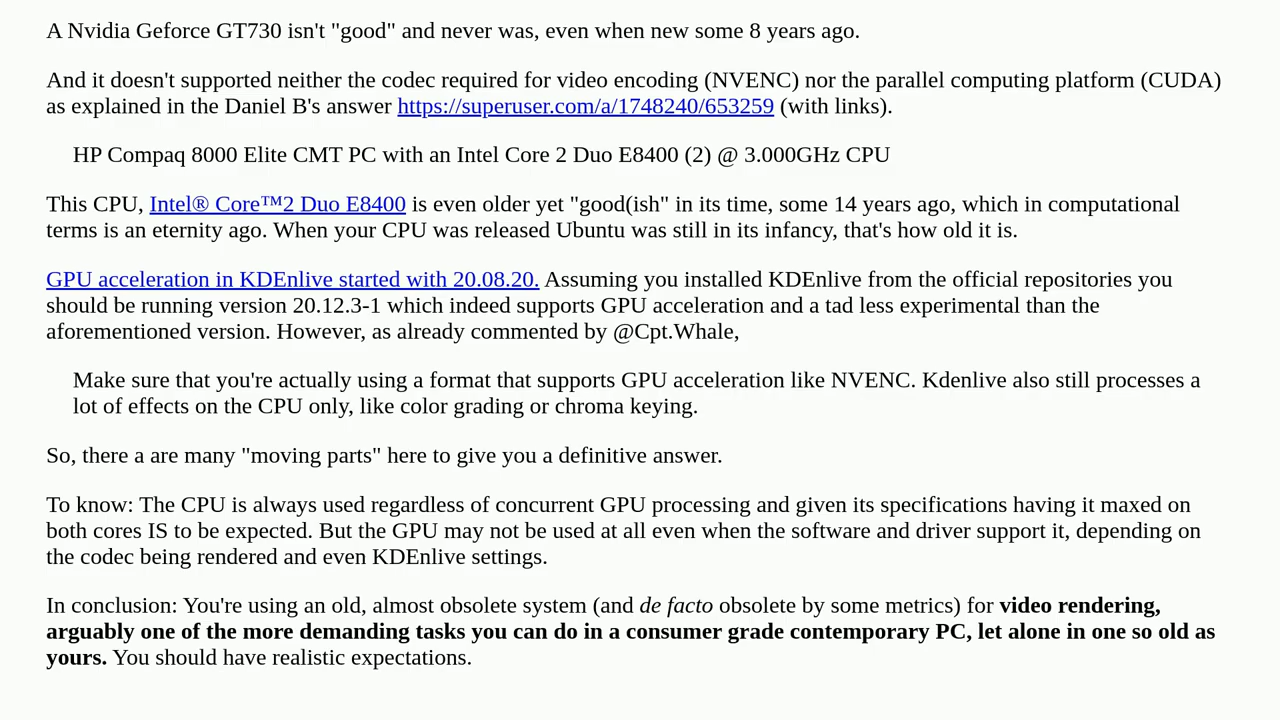 A Nvidia Geforce GT730 isn't "good" and never was, even when new some 8 years ago.
And it doesn't supported neither the codec required for video encoding (NVENC) nor the parallel computing platform (CUDA)
as explained in the Daniel B's answer https://superuser.com/a/1748240/653259 (with links).
HP Compaq 8000 Elite CMT PC with an Intel Core 2 Duo E8400 (2) @ 3.000GHz CPU
This CPU, Intel® Core™2 Duo E8400 is even older yet "good(ish" in its time, some 14 years ago, which in computational
terms is an eternity ago. When your CPU was released Ubuntu was still in its infancy, that's how old it is.
GPU acceleration in KDEnlive started with 20.08.20. Assuming you installed KDEnlive from the official repositories you
should be running version 20.12.3-1 which indeed supports GPU acceleration and a tad less experimental than the
aforementioned version. However, as already commented by @Cpt.Whale,
Make sure that you're actually using a format that supports GPU acceleration like NVENC. Kdenlive also still processes a
lot of effects on the CPU only, like color grading or chroma keying.
So, there a are many "moving parts" here to give you a definitive answer.
To know: The CPU is always used regardless of concurrent GPU processing and given its specifications having it maxed on
both cores IS to be expected. But the GPU may not be used at all even when the software and driver support it, depending on
the codec being rendered and even KDEnlive settings.
In conclusion: You're using an old, almost obsolete system (and de facto obsolete by some metrics) for video rendering,
arguably one of the more demanding tasks you can do in a consumer grade contemporary PC, let alone in one so old as
yours. You should have realistic expectations.